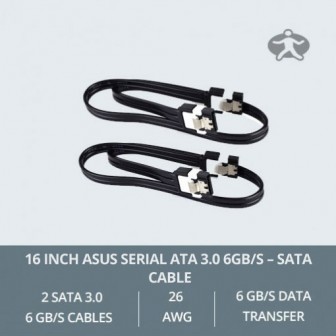 16 INCH ASUS SERIAL ATA 3.0 6GB/S – SATA
CABLE
2 SATA 3.0
6 GB/S CABLES
26
AWG
6 GB/S DATA
TRANSFER